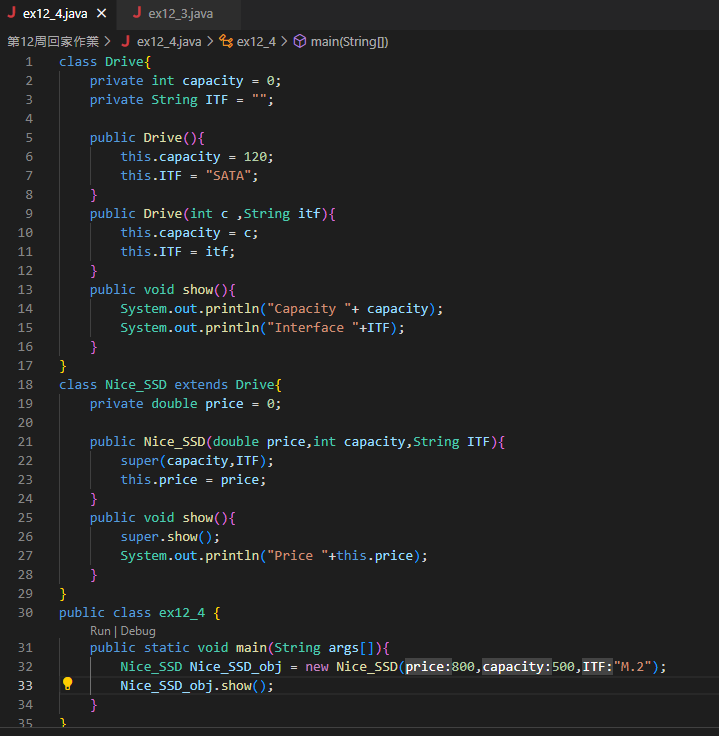 J ex12_4.java × J ex12_3.java
第12周回家作業 > J ex12_4.java > ex12_4 > main(String[])
1 class Drive{
2     private int capacity = 0;
3     private String ITF = "";
4
5     public Drive(){
6         this.capacity = 120;
7         this.ITF = "SATA";
8     }
9     public Drive(int c ,String itf){
10         this.capacity = c;
11         this.ITF = itf;
12     }
13     public void show(){
14         System.out.println("Capacity "+ capacity);
15         System.out.println("Interface "+ITF);
16     }
17 }
18 class Nice_SSD extends Drive{
19     private double price = 0;
20
21     public Nice_SSD(double price,int capacity,String ITF){
22         super(capacity,ITF);
23         this.price = price;
24     }
25     public void show(){
26         super.show();
27         System.out.println("Price "+this.price);
28     }
29 }
30 public class ex12_4 {
Run | Debug
31     public static void main(String args[]){
32         Nice_SSD Nice_SSD_obj = new Nice_SSD(price:800,capacity:500,ITF:"M.2");
33         Nice_SSD_obj.show();
34     }
35 }